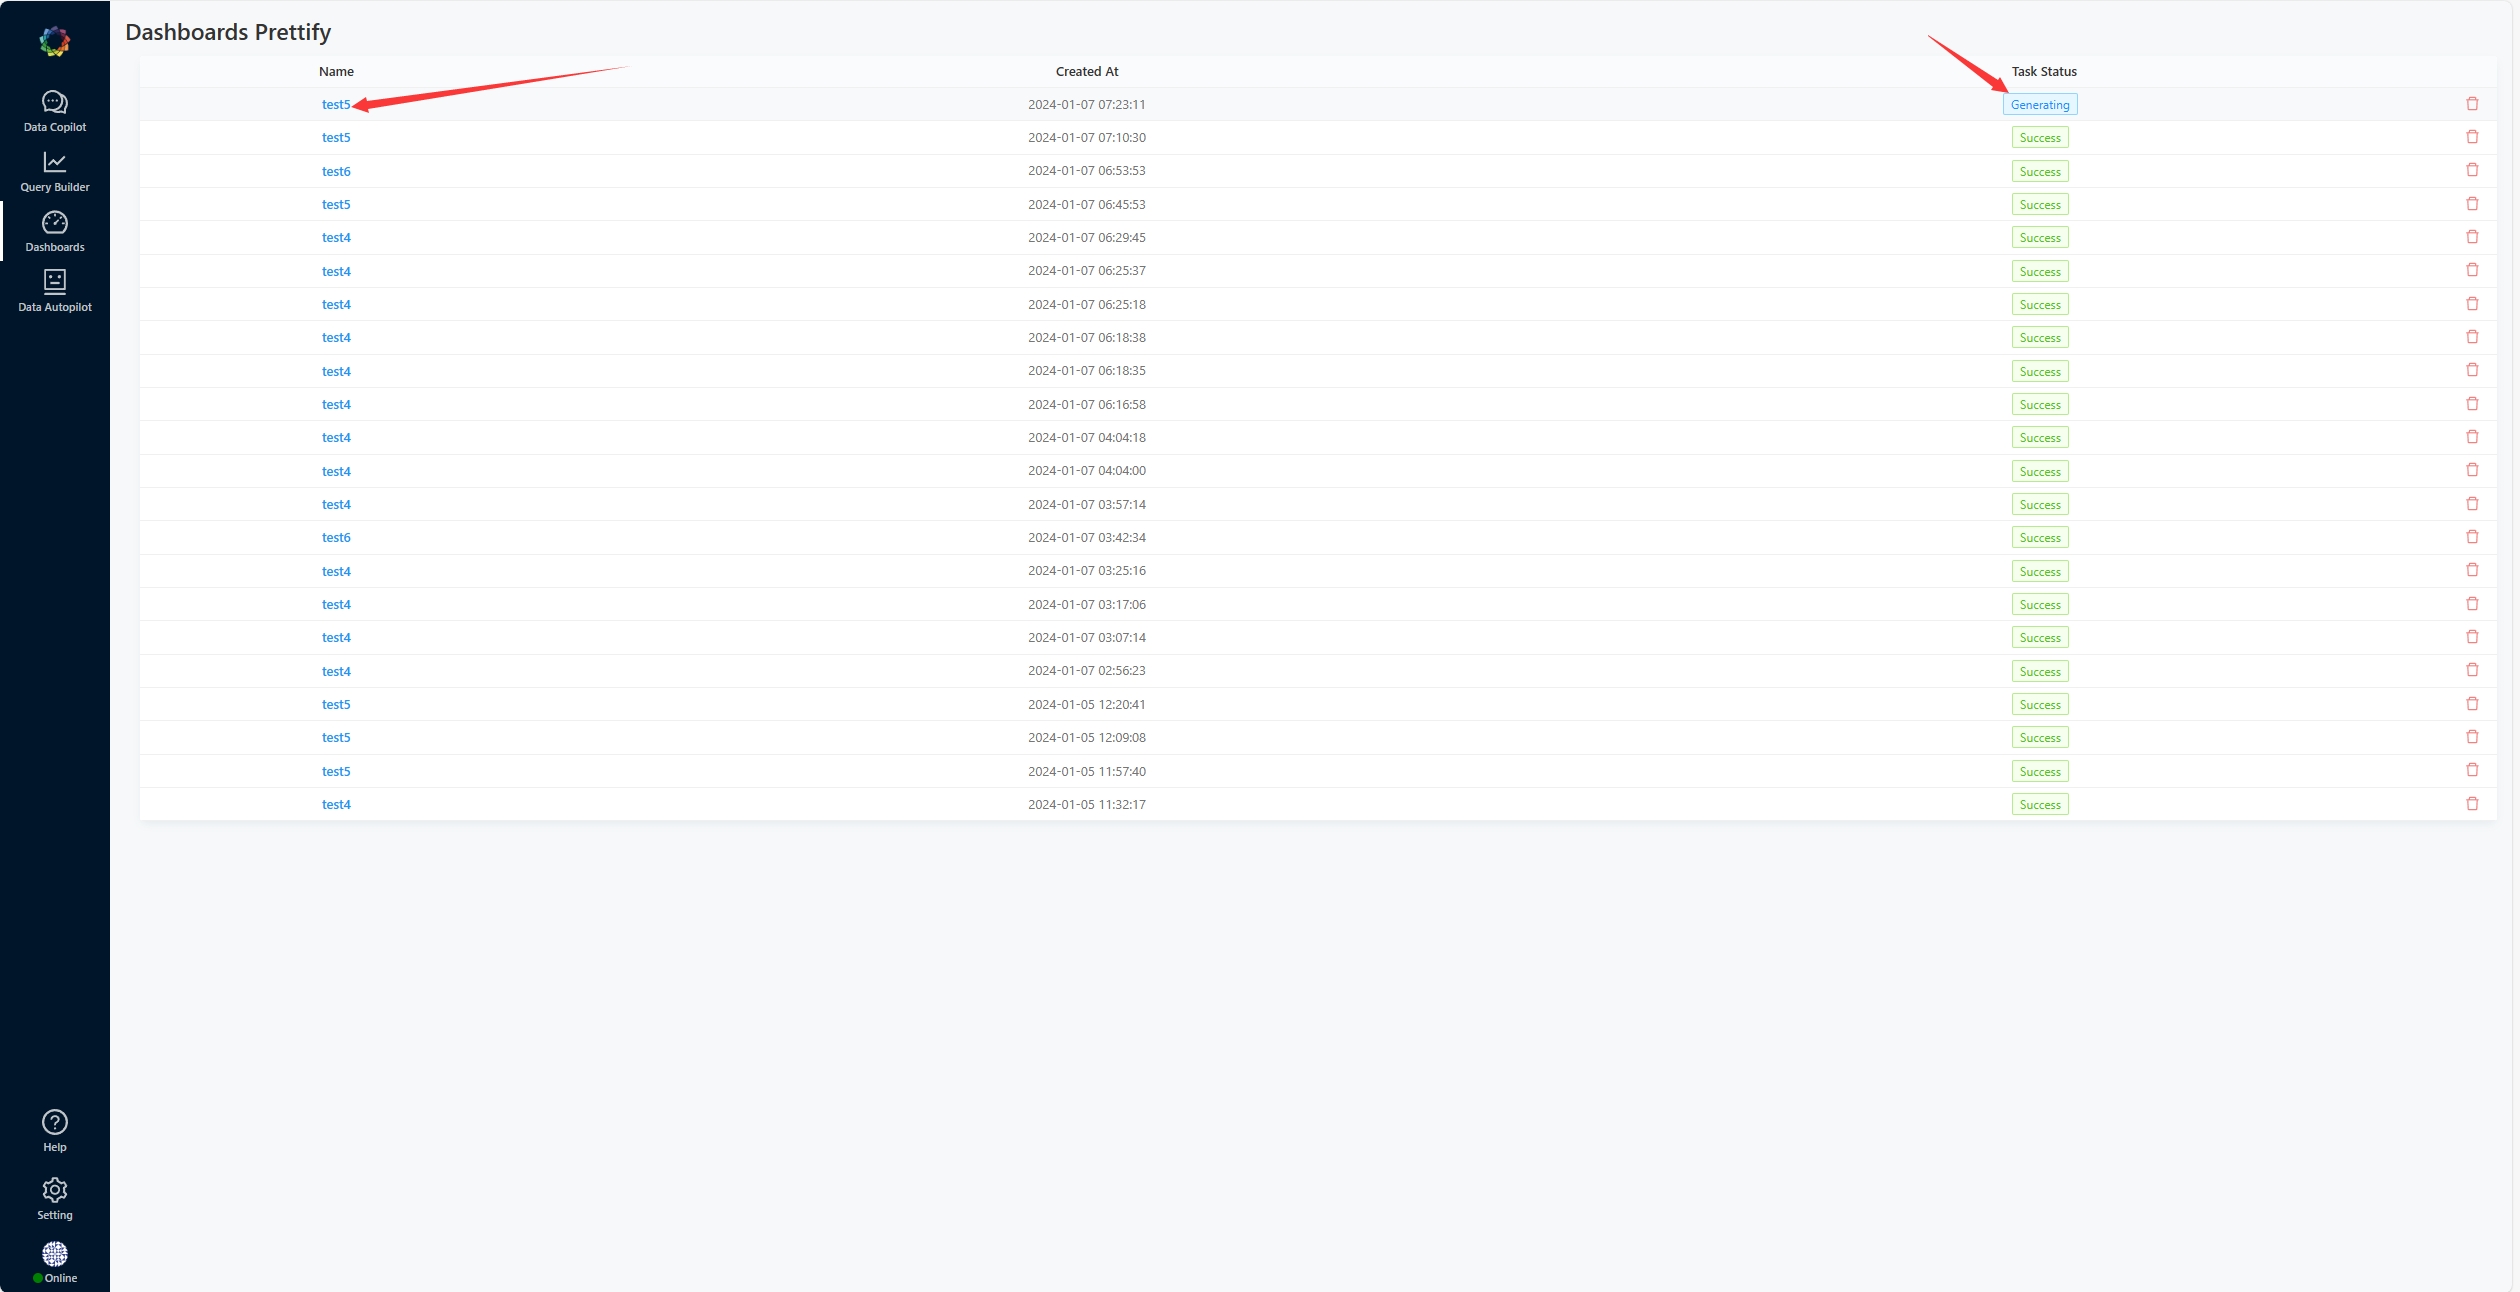 Dashboards Prettify
Data Copilot
Query Builder
Dashboards
Data Autopilot
Help
Setting
Online
Name Created At Task Status
test5 2024-01-07 07:23:11 Generating
test5 2024-01-07 07:10:30 Success
test6 2024-01-07 06:53:53 Success
test5 2024-01-07 06:45:53 Success
test4 2024-01-07 06:29:45 Success
test4 2024-01-07 06:25:37 Success
test4 2024-01-07 06:25:18 Success
test4 2024-01-07 06:18:38 Success
test4 2024-01-07 06:18:35 Success
test4 2024-01-07 06:16:58 Success
test4 2024-01-07 04:04:18 Success
test4 2024-01-07 04:04:00 Success
test4 2024-01-07 03:57:14 Success
test6 2024-01-07 03:42:34 Success
test4 2024-01-07 03:25:16 Success
test4 2024-01-07 03:17:06 Success
test4 2024-01-07 03:07:14 Success
test4 2024-01-07 02:56:23 Success
test5 2024-01-05 12:20:41 Success
test5 2024-01-05 12:09:08 Success
test5 2024-01-05 11:57:40 Success
test4 2024-01-05 11:32:17 Success